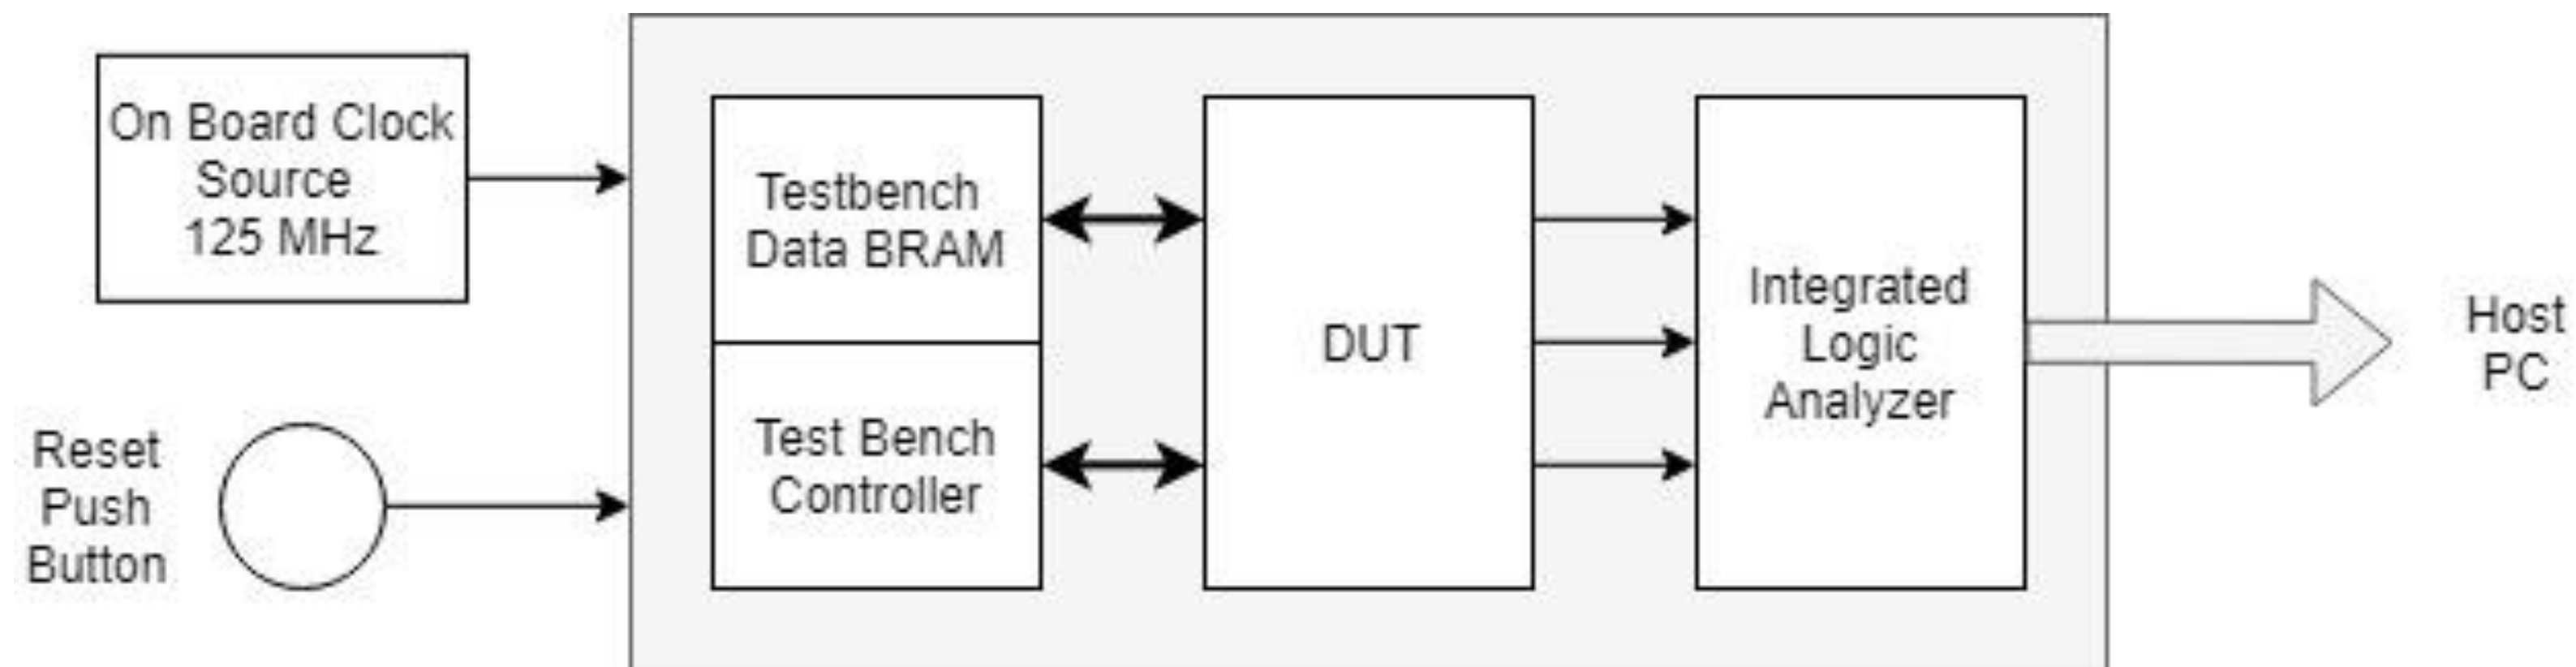 On Board Clock
Source
125 MHz
Reset
Push
Button
Testbench
Data BRAM
Test Bench
Controller
DUT
Integrated
Logic
Analyzer
Host
PC